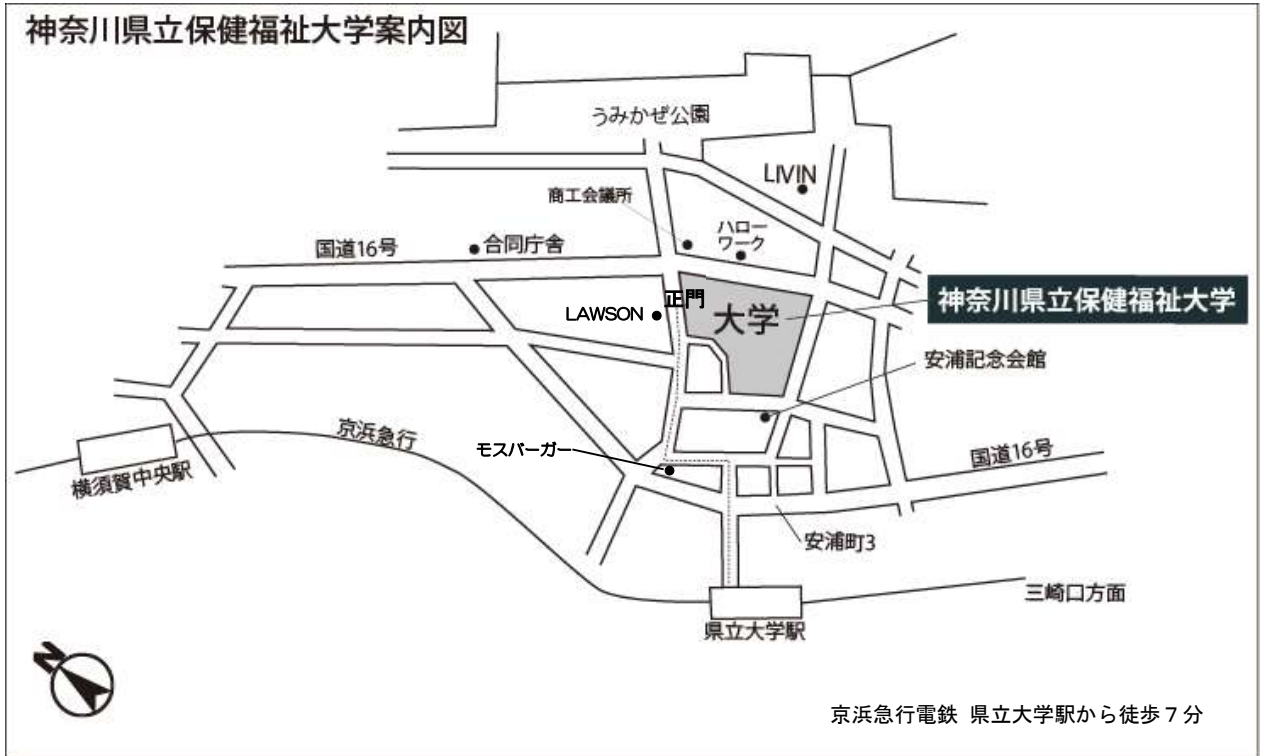 神奈川県立保健福祉大学案内図
うみかぜ公園
LIVIN
商工会議所
ハロー
ワーク
国道16号
合同庁舎
正門
LAWSON
大学
神奈川県立保健福祉大学
安浦記念会館
京浜急行
モスバーガー
国道16号
横須賀中央駅
安浦町3
三崎口方面
県立大学駅
N
京浜急行電鉄 県立大学駅から徒歩7分